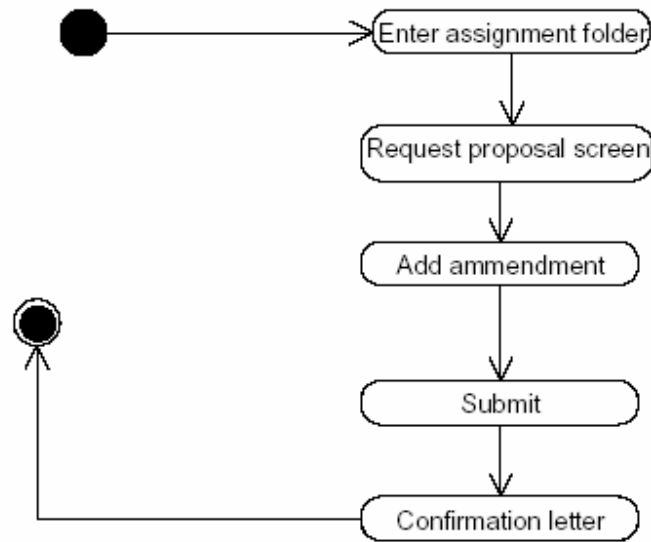 Enter assignment folder
Request proposal screen
Add ammendment
Submit
Confirmation letter